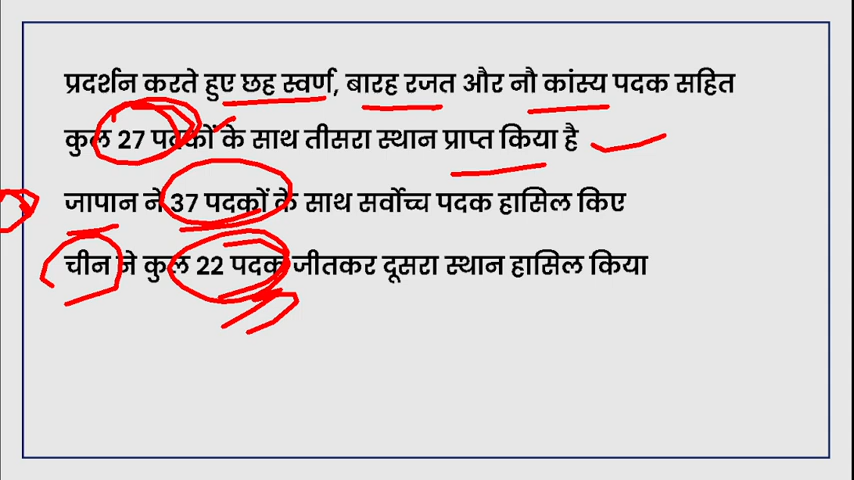 प्रदर्शन करते हुए छह स्वर्ण, बारह रजत और नौ कांस्य पदक सहित
कुल 27 पदकों के साथ तीसरा स्थान प्राप्त किया है
जापान ने 37 पदकों के साथ सर्वोच्च पदक हासिल किए
चीन ने कुल 22 पदक जीतकर दूसरा स्थान हासिल किया